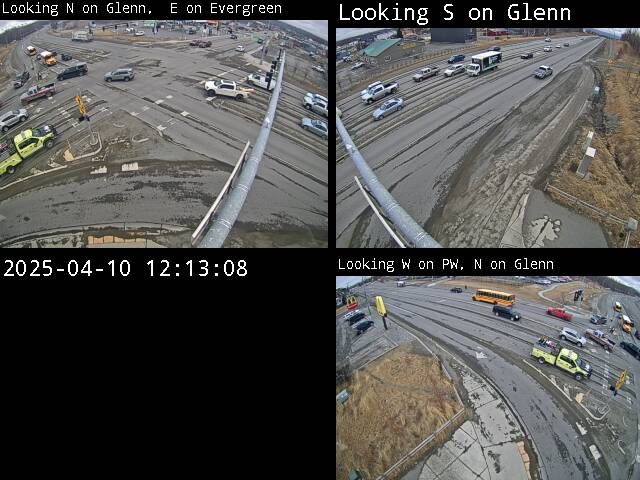 Looking N on Glenn,  E on Evergreen
Looking S on Glenn
2025-04-10 12:13:08
Looking W on PW, N on Glenn